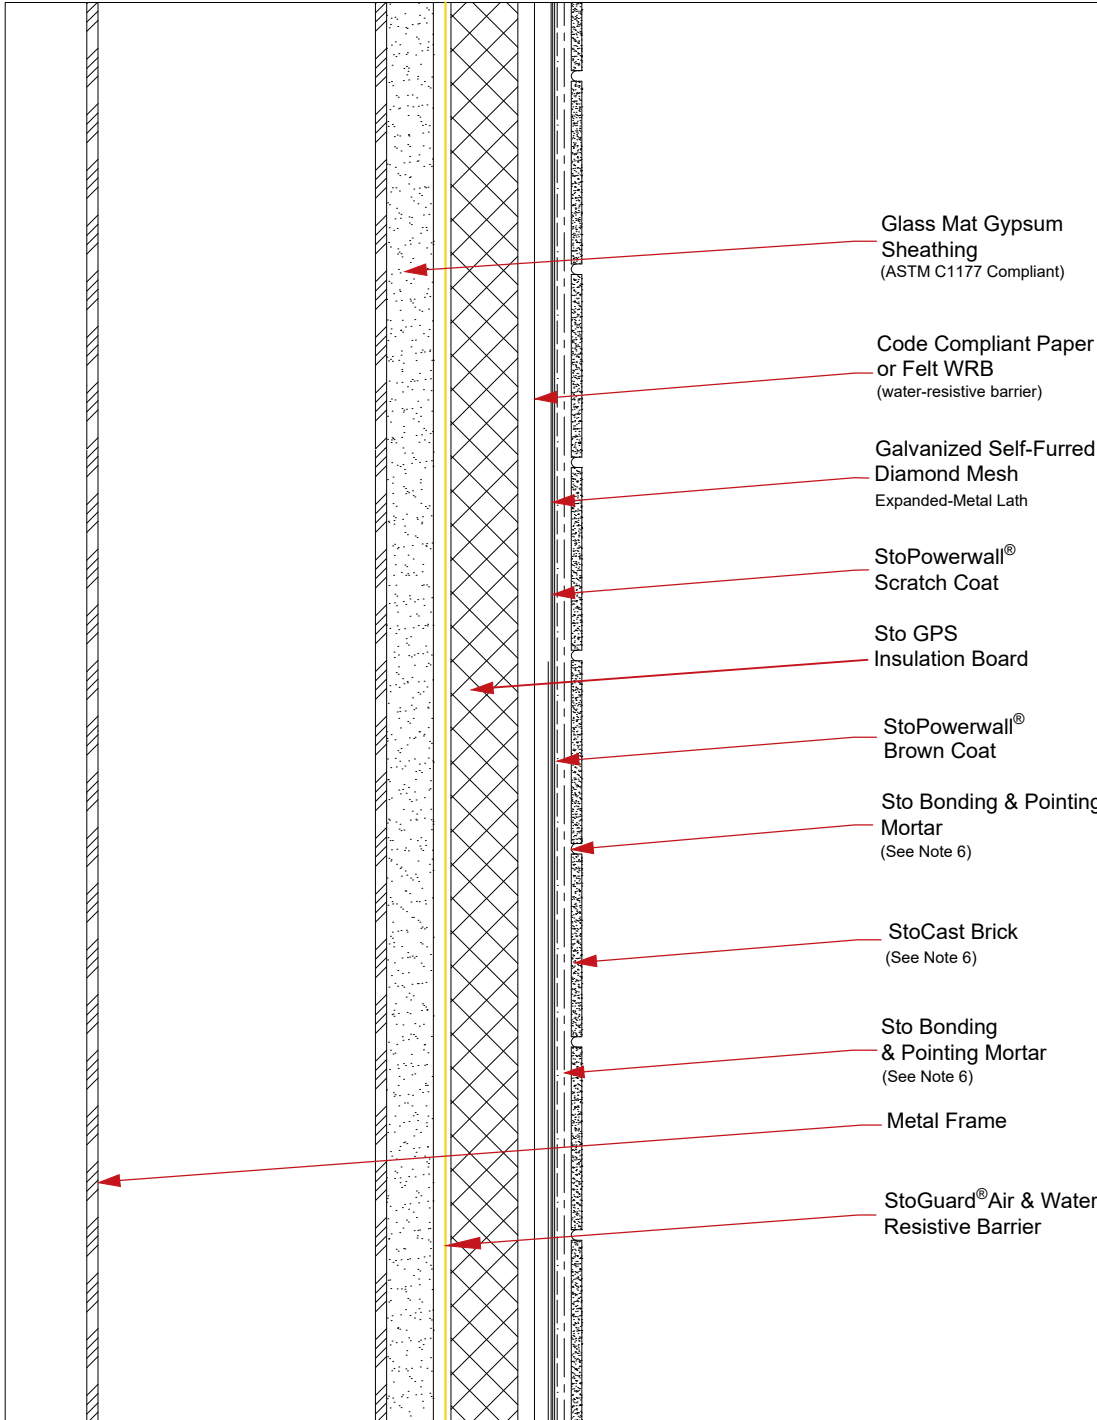 Glass Mat Gypsum
Sheathing
(ASTM C1177 Compliant)
Code Compliant Paper
or Felt WRB
(water-resistive barrier)
Galvanized Self-Furred
Diamond Mesh
Expanded-Metal Lath
StoPowerwall®
Scratch Coat
Sto GPS
Insulation Board
StoPowerwall®
Brown Coat
Sto Bonding & Pointing
Mortar
(See Note 6)
StoCast Brick
(See Note 6)
Sto Bonding
& Pointing Mortar
(See Note 6)
Metal Frame
StoGuard® Air & Water
Resistive Barrier